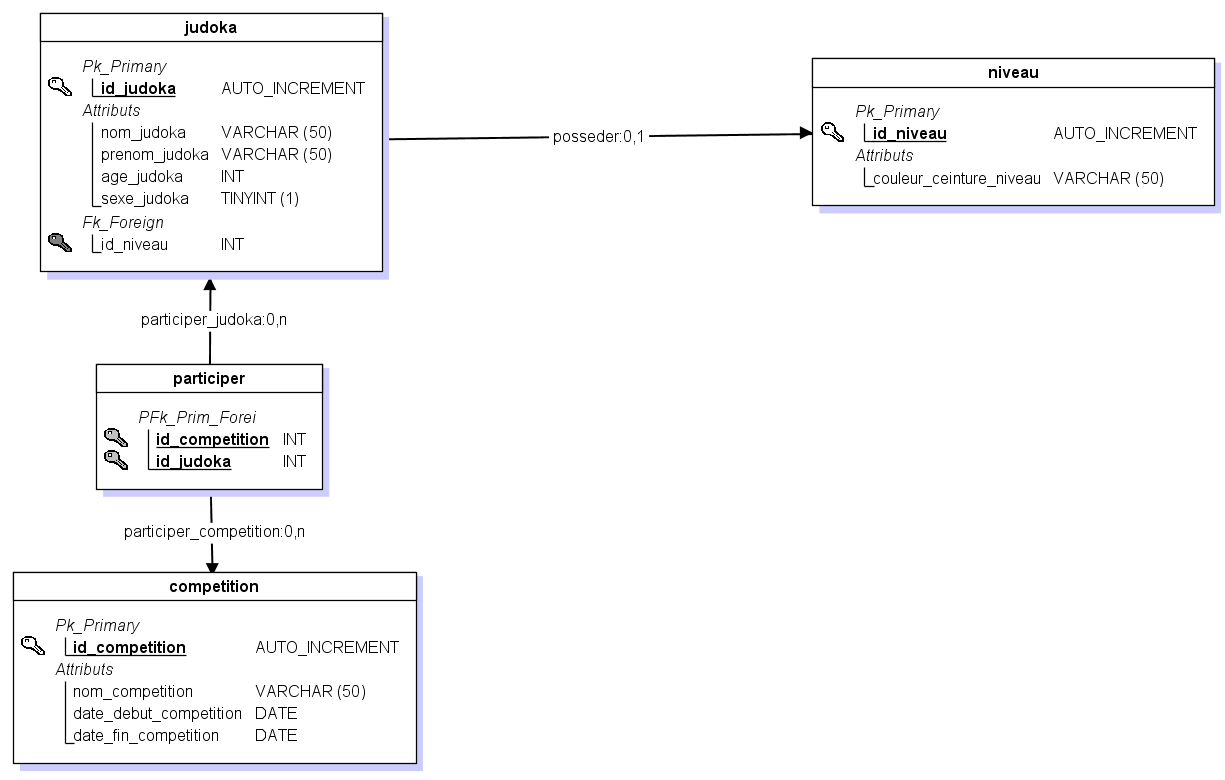 judoka
Pk_Primary
id_judoka AUTO_INCREMENT
Attributs
nom_judoka VARCHAR (50)
prenom_judoka VARCHAR (50)
age_judoka INT
sexe_judoka TINYINT (1)
Fk_Foreign
id_niveau INT
posseder:0,1
niveau
Pk_Primary
id_niveau AUTO_INCREMENT
Attributs
couleur_ceinture_niveau VARCHAR (50)
participer_judoka:0,n
participer
PFk_Prim_Forei
id_competition INT
id_judoka INT
participer_competition:0,n
competition
Pk_Primary
id_competition AUTO_INCREMENT
Attributs
nom_competition VARCHAR (50)
date_debut_competition DATE
date_fin_competition DATE